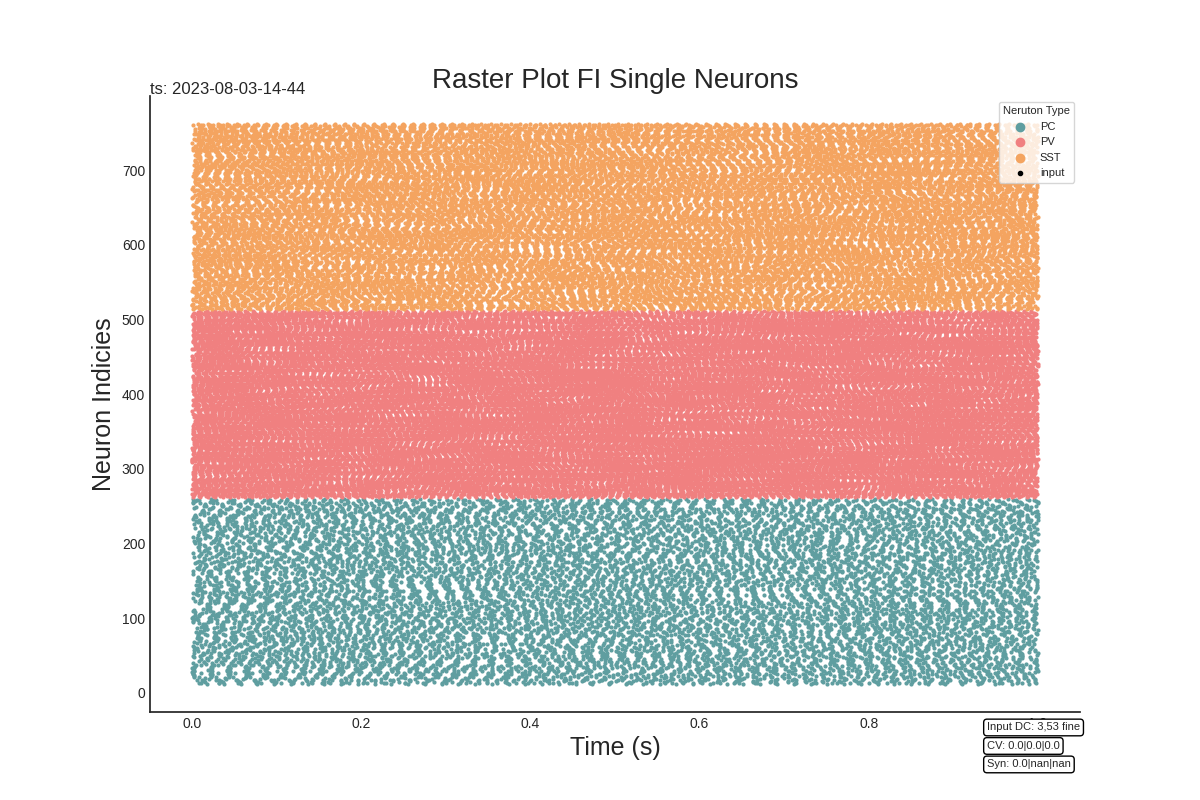 Raster Plot FI Single Neurons
ts: 2023-08-03-14-44
Neruton Type
PC
PV
SST
input
700
600
500
400
300
200
100
0
Neuron Indicies
0.0 0.2 0.4 0.6 0.8
Time (s)
Input DC: 3,53 fine
CV: 0.0|0.0|0.0
Syn: 0.0|nan|nan